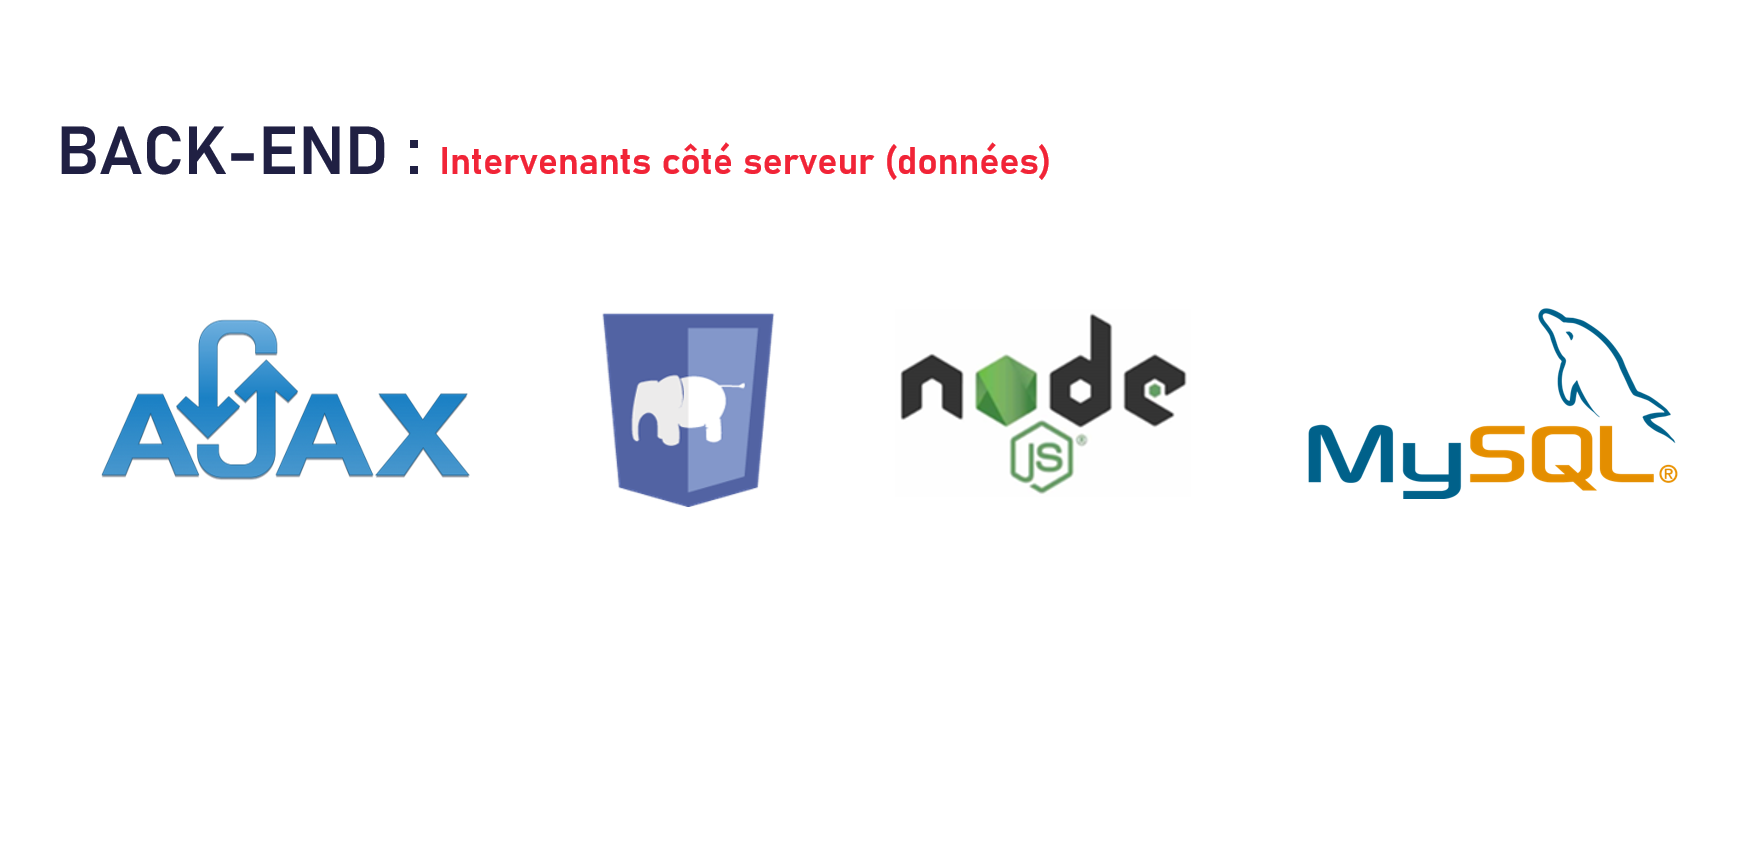 BACK-END : Intervenants côté serveur (données)
AJAX
node
JS®
MySQL®